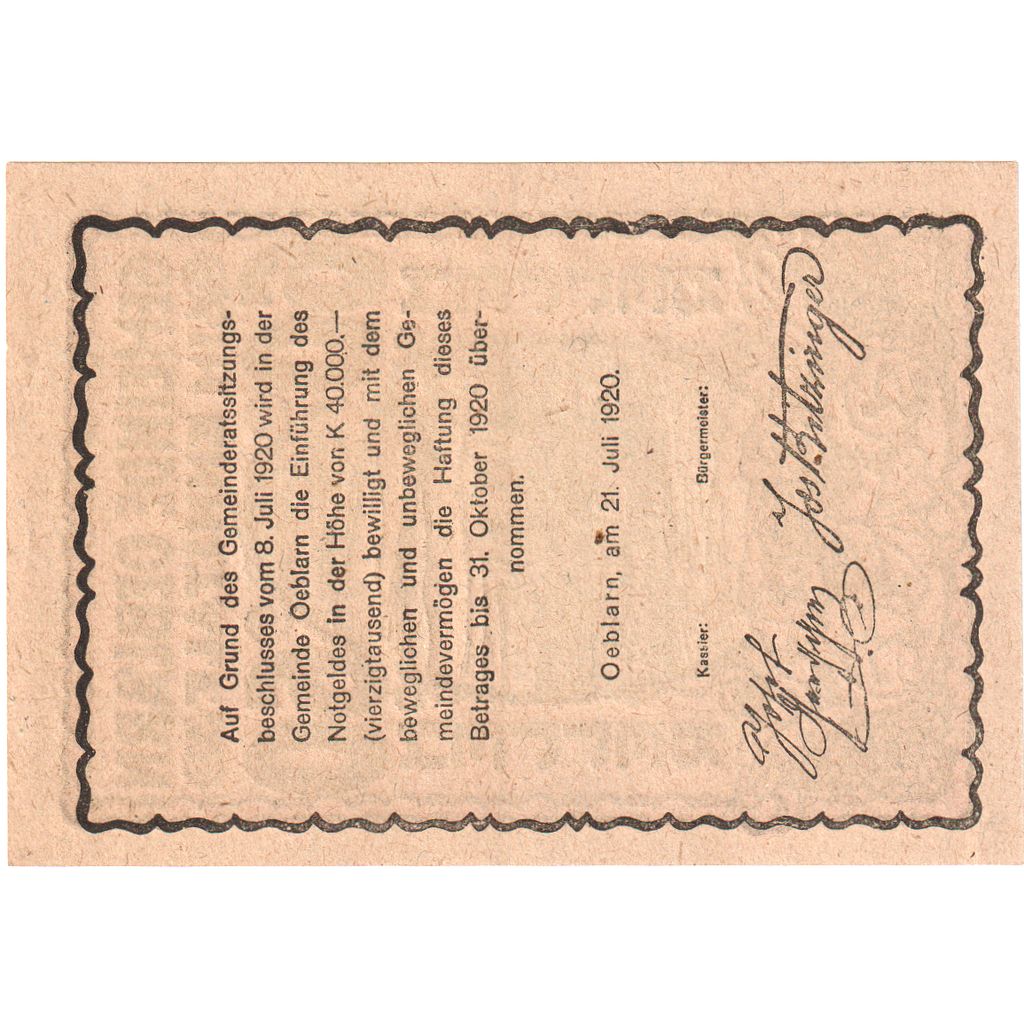 Auf Grund des Gemeinderatssitzungs-
beschlusses vom 8. Juli 1920 wird in der
Gemeinde Oeblarn die Einführung des
Notgeldes in der Höhe von K 40.000.—
(vierzigtausend) bewilligt und mit dem
beweglichen und unbeweglichen Ge-
meindevermögen die Haftung dieses
Betrages bis 31. Oktober 1920 über-
nommen.
Oeblarn, am 21. Juli 1920.
Kassier: Bürgermeister: